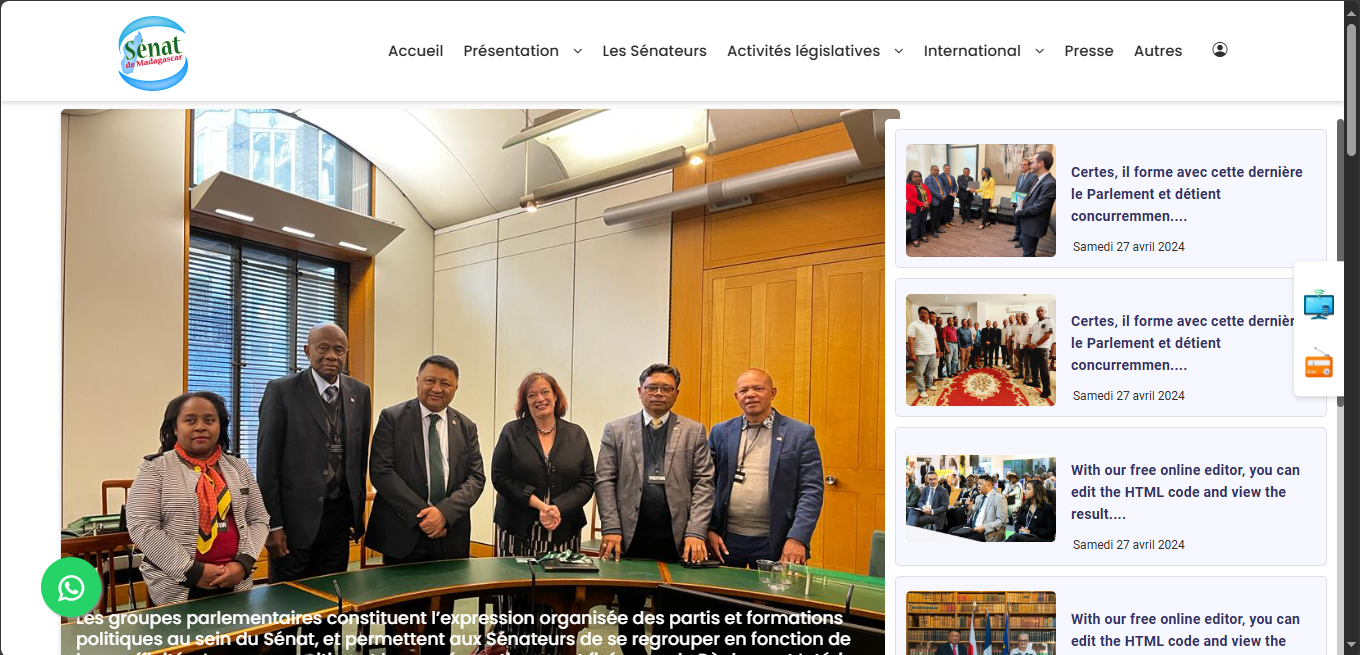 Sénat
de Madagascar
Accueil Présentation Les Sénateurs Activités législatives International Presse Autres
Les groupes parlementaires constituent l'expression organisée des partis et formations
politiques au sein du Sénat, et permettent aux Sénateurs de se regrouper en fonction de
Certes, il forme avec cette dernière
le Parlement et détient
concurremmen....
Samedi 27 avril 2024
Certes, il forme avec cette dernièr
le Parlement et détient
concurremmen....
Samedi 27 avril 2024
With our free online editor, you can
edit the HTML code and view the
result....
Samedi 27 avril 2024
With our free online editor, you can
edit the HTML code and view the